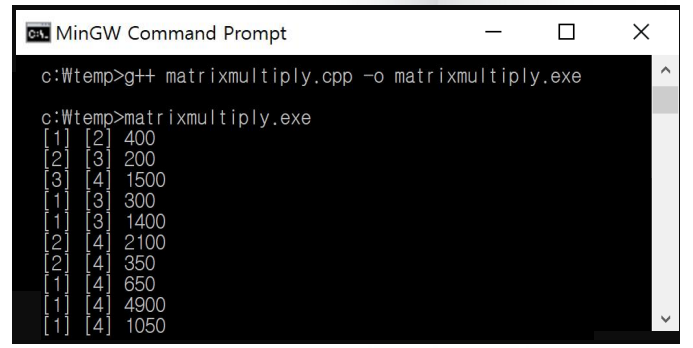 MinGW Command Prompt
c:₩temp>g++ matrixmultiply.cpp -o matrixmultiply.exe
c:₩temp>matrixmultiply.exe
[1] [2] 400
[2] [3] 200
[3] [4] 1500
[1] [3] 300
[1] [3] 1400
[2] [4] 2100
[2] [4] 350
[1] [4] 650
[1] [4] 4900
[1] [4] 1050